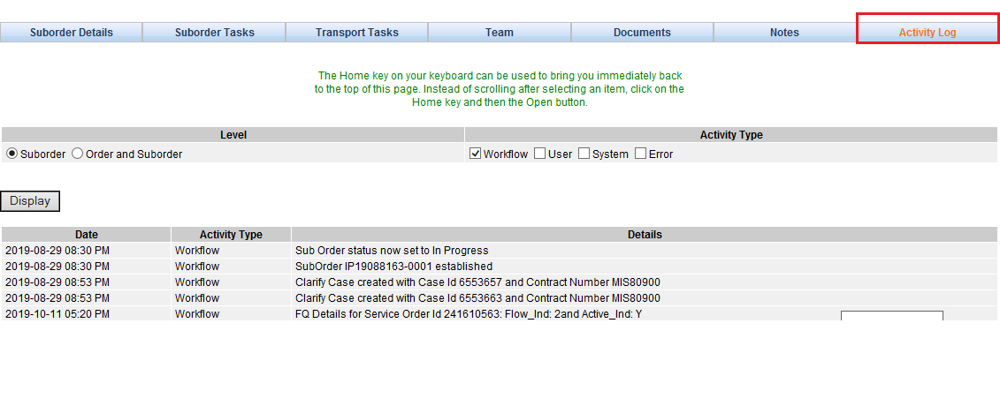 Suborder Details Suborder Tasks Transport Tasks Team Documents Notes Activity Log
The Home key on your keyboard can be used to bring you immediately back
to the top of this page. Instead of scrolling after selecting an item, click on the
Home key and then the Open button.
Level Activity Type
Suborder Order and Suborder Workflow User System Error
Display
Date Activity Type Details
2019-08-29 08:30 PM Workflow Sub Order status now set to In Progress
2019-08-29 08:30 PM Workflow SubOrder IP19088163-0001 established
2019-08-29 08:53 PM Workflow Clarify Case created with Case Id 6553657 and Contract Number MIS80900
2019-08-29 08:53 PM Workflow Clarify Case created with Case Id 6553663 and Contract Number MIS80900
2019-10-11 05:20 PM Workflow FQ Details for Service Order Id 241610563: Flow_Ind: 2and Active_Ind: Y